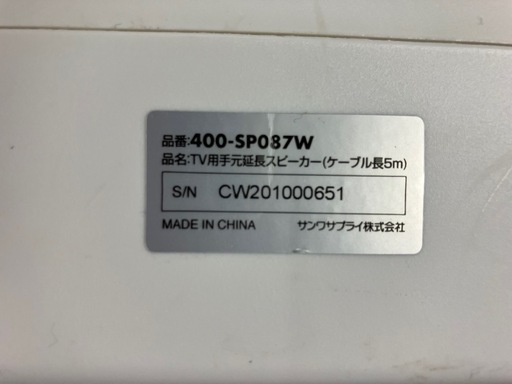 品番:400-SP087W
品名:TV用手元延長スピーカー(ケーブル長5m)
S/N CW201000651
MADE IN CHINA サンワサプライ株式会社